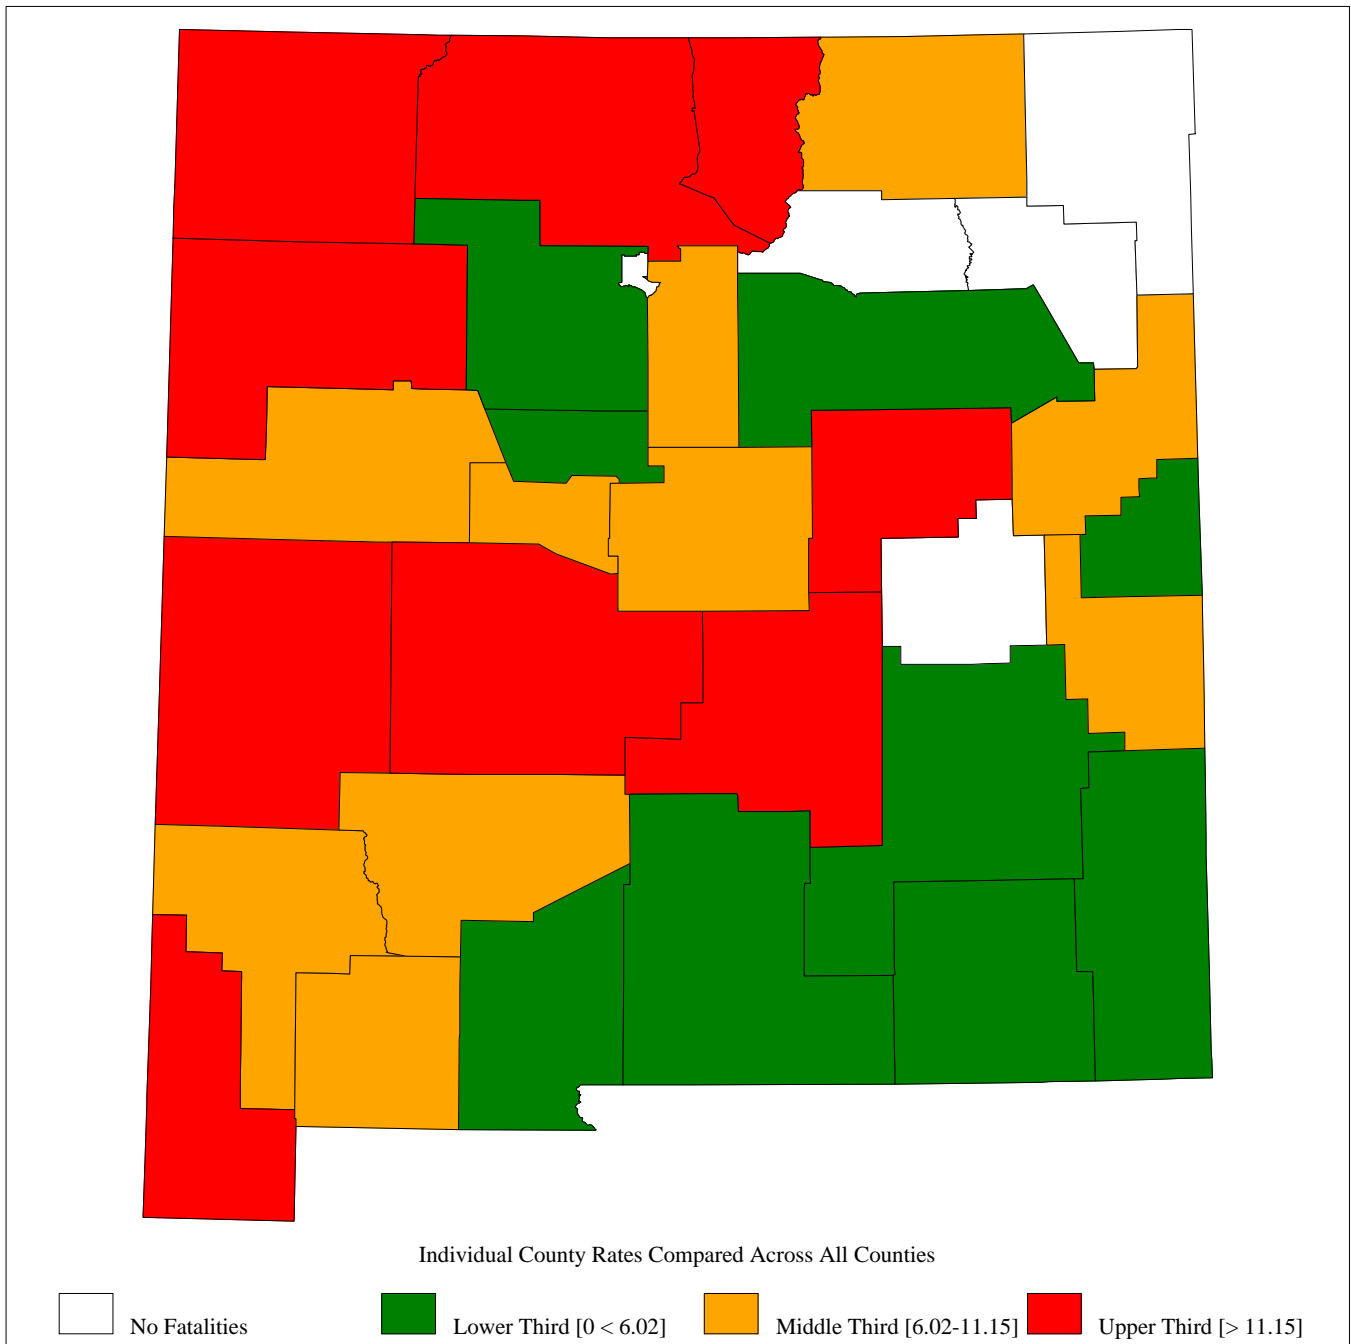 Individual County Rates Compared Across All Counties
No Fatalities Lower Third [0 < 6.02] Middle Third [6.02-11.15] Upper Third [> 11.15]